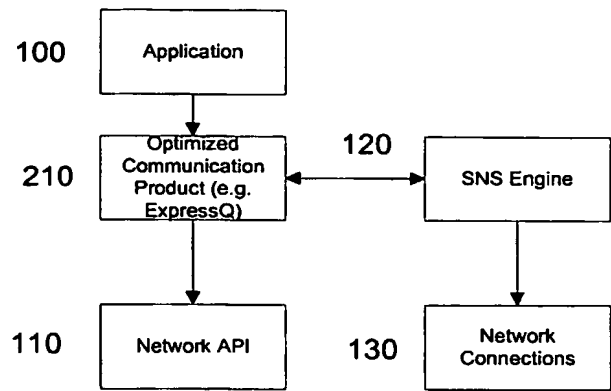 100
Application
210
Optimized
Communication
Product (e.g.
ExpressQ)
120
SNS Engine
110
Network API
130
Network
Connections